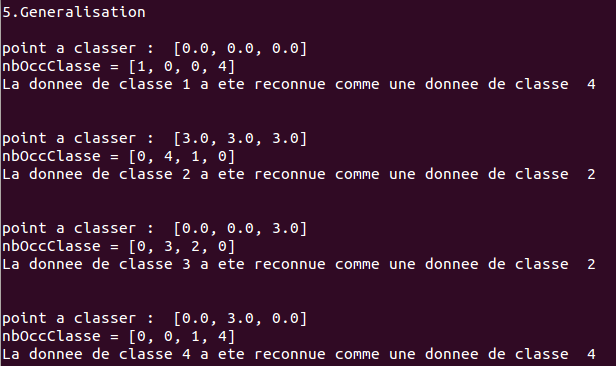 5.Generalisation
point a classer :  [0.0, 0.0, 0.0]
nbOccClasse = [1, 0, 0, 4]
La donnee de classe 1 a ete reconnue comme une donnee de classe  4
point a classer :  [3.0, 3.0, 3.0]
nbOccClasse = [0, 4, 1, 0]
La donnee de classe 2 a ete reconnue comme une donnee de classe  2
point a classer :  [0.0, 0.0, 3.0]
nbOccClasse = [0, 3, 2, 0]
La donnee de classe 3 a ete reconnue comme une donnee de classe  2
point a classer :  [0.0, 3.0, 0.0]
nbOccClasse = [0, 0, 1, 4]
La donnee de classe 4 a ete reconnue comme une donnee de classe  4